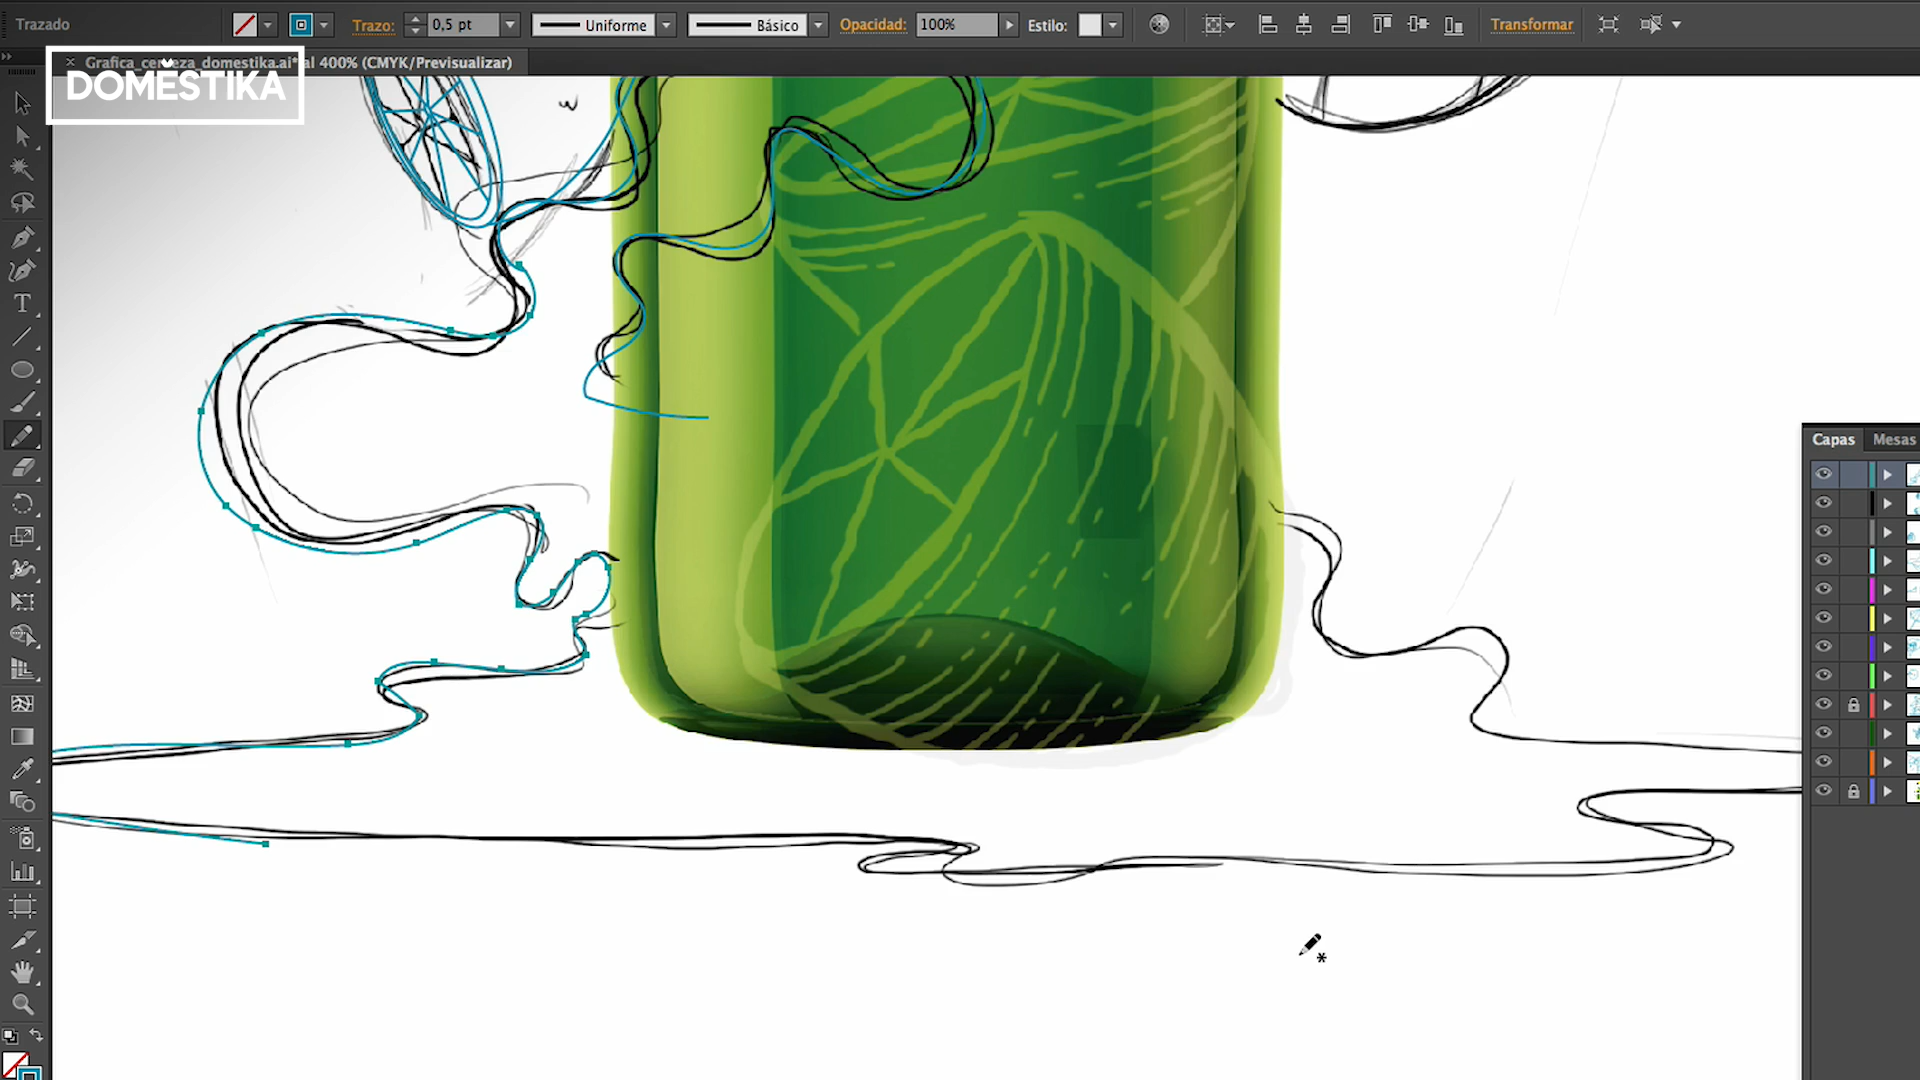 Trazado
Trazo:
0,5 pt
Uniforme
Básico
Opacidad:
100%
Estilo:
Transformar
Grafica_cerveza_domestika.ai* al 400% (CMYK/Previsualizar)
DOMESTIKA
Capas
Mesas